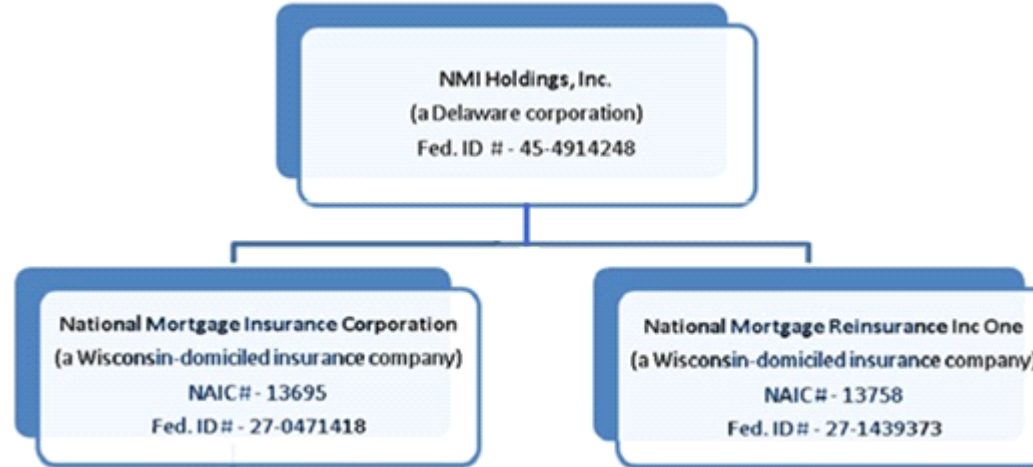 NMI Holdings, Inc.
(a Delaware corporation)
Fed. ID # - 45-4914248
National Mortgage Insurance Corporation
(a Wisconsin-domiciled insurance company)
NAIC# - 13695
Fed. ID# - 27-0471418
National Mortgage Reinsurance Inc One
(a Wisconsin-domiciled insurance company)
NAIC# - 13758
Fed. ID# - 27-1439373